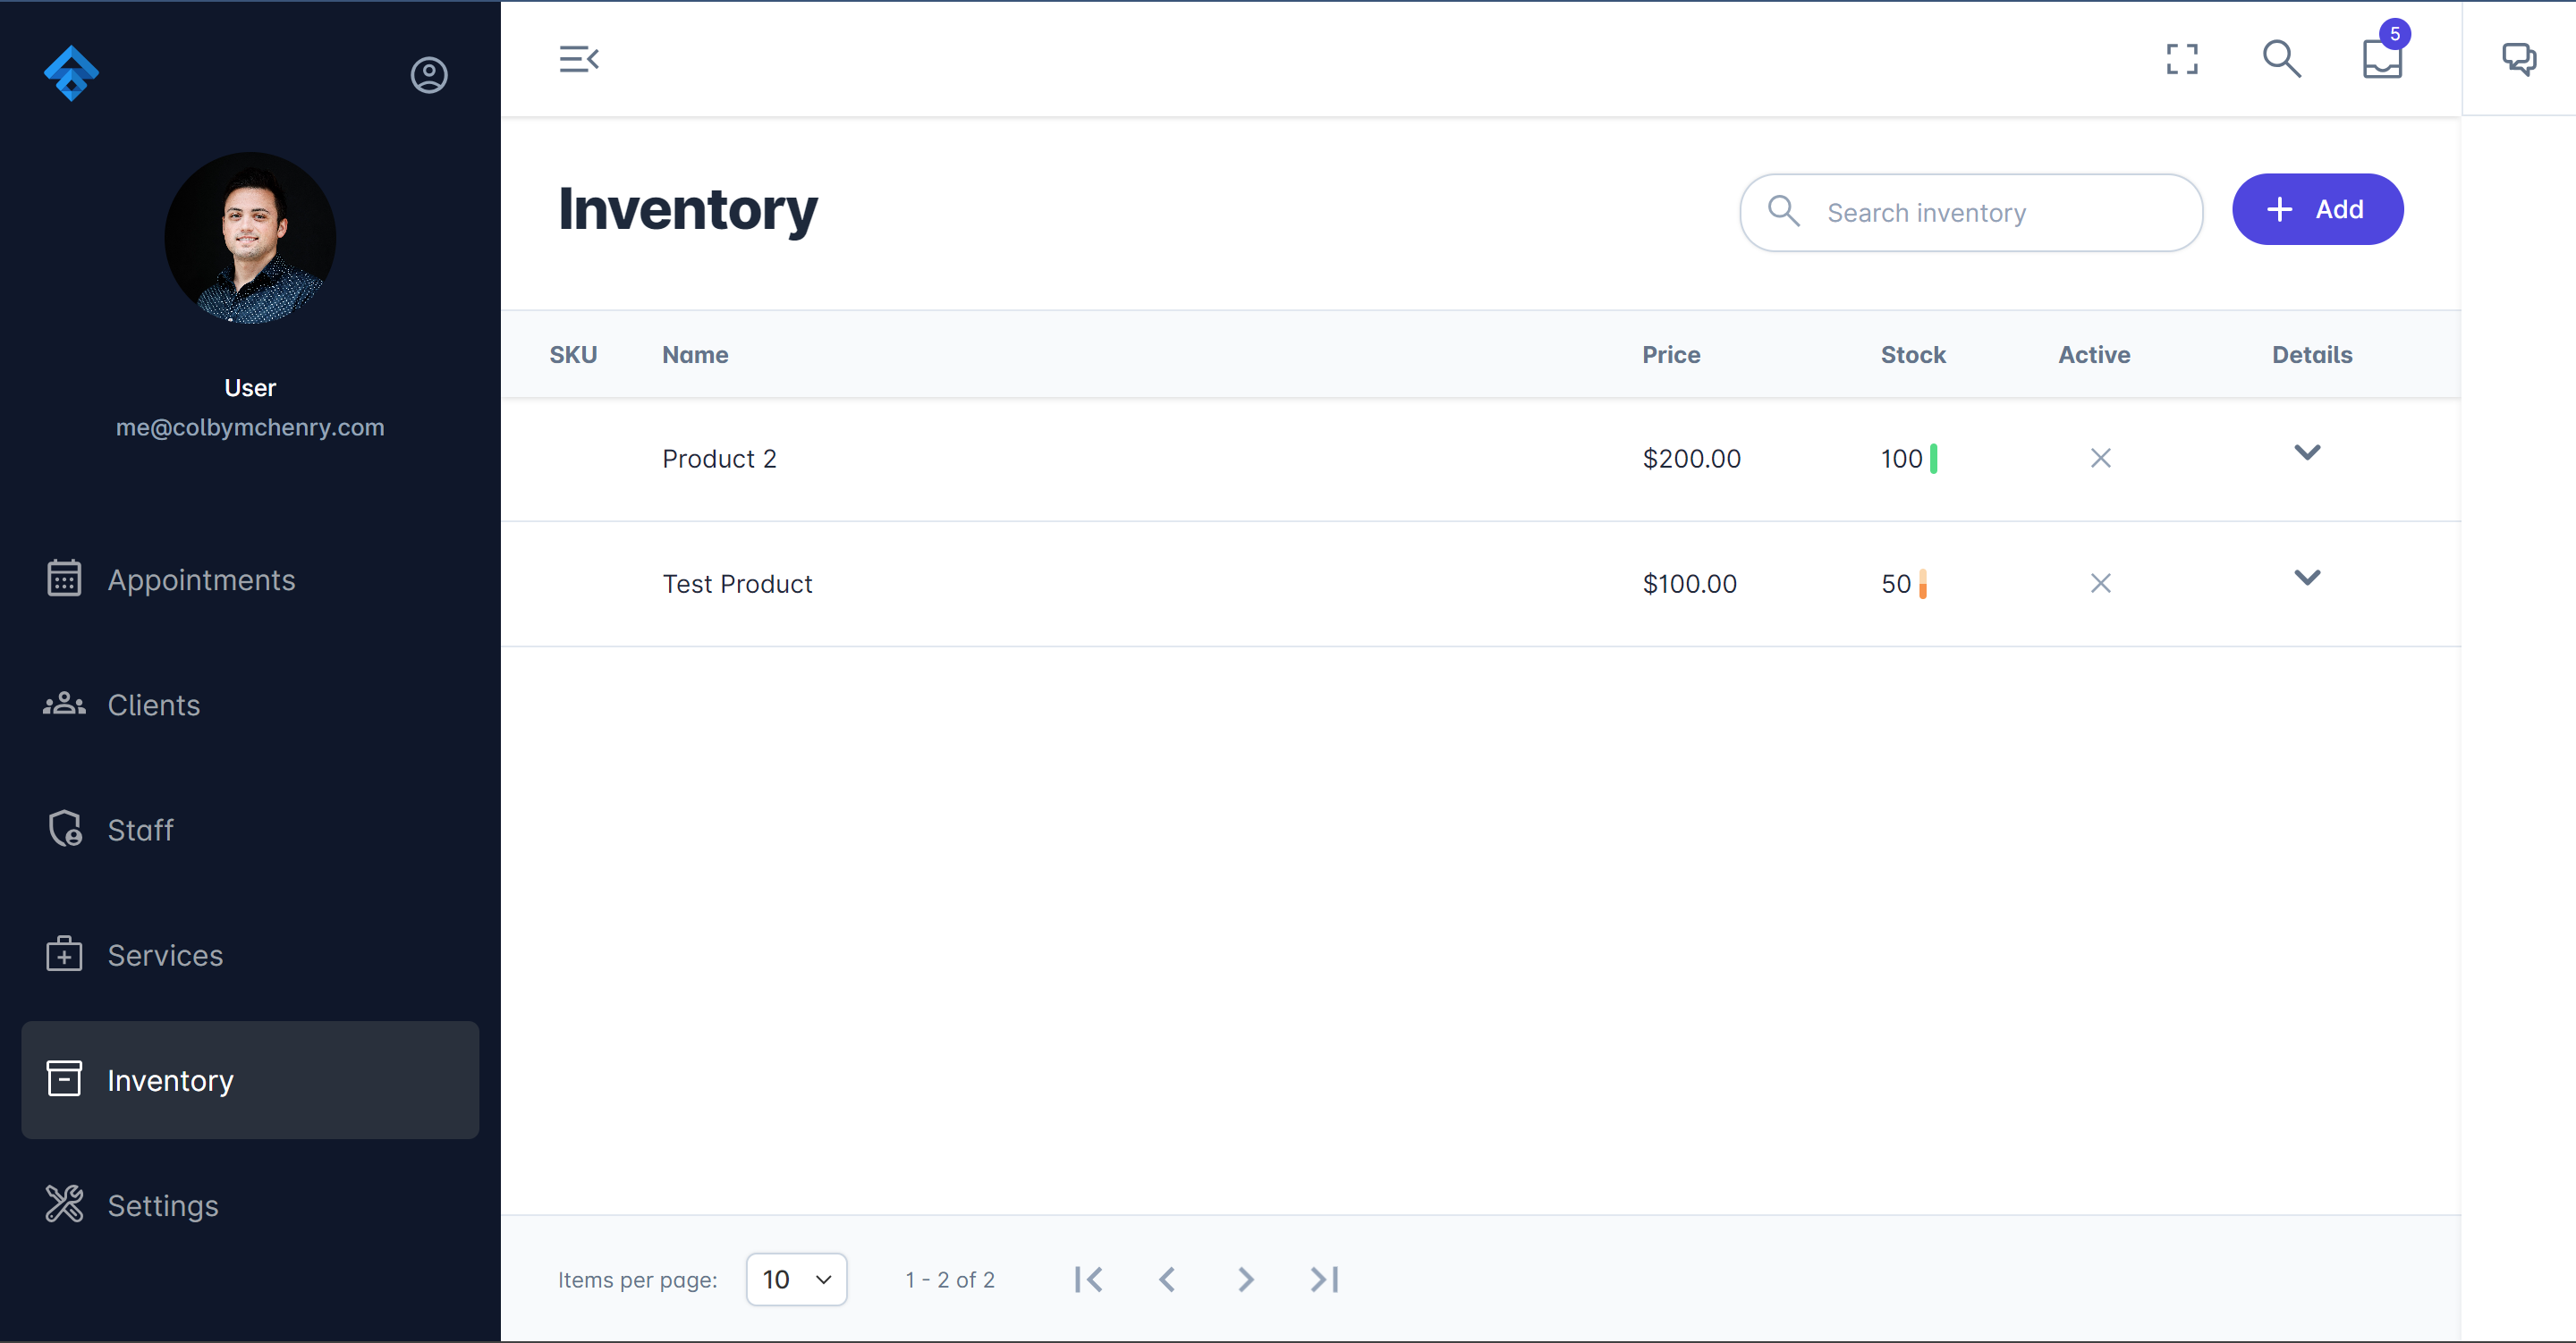 5
User
me@colbymchenry.com
Appointments
Clients
Staff
Services
Inventory
Settings
Inventory
Search inventory
Add
SKU Name Price Stock Active Details
Product 2 $200.00 100
Test Product $100.00 50
Items per page: 10 1 - 2 of 2